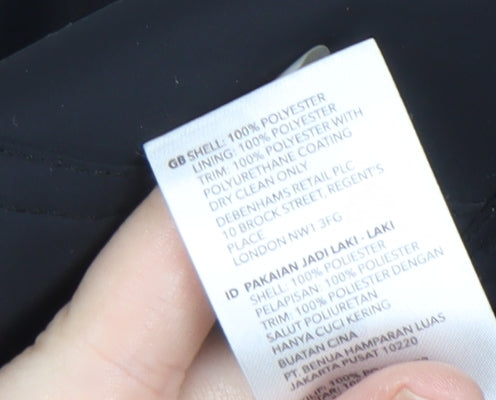 GB SHELL: 100% POLYESTER
LINING: 100% POLYESTER
TRIM: 100% POLYESTER WITH
POLYURETHANE COATING
DRY CLEAN ONLY
DEBENHAMS RETAIL PLC
10 BROCK STREET, REGENT'S
PLACE
LONDON NW1 3FG
ID PAKAIAN JADI LAKI - LAKI
SHELL: 100% POLIESTER
PELAPISAN: 100% POLIESTER
TRIM: 100% POLIESTER DENGAN
SALUT POLIURETAN
HANYA CUCI KERING
BUATAN CINA
PT. BENUA HAMPARAN LUAS
JAKARTA PUSAT 10220
100%